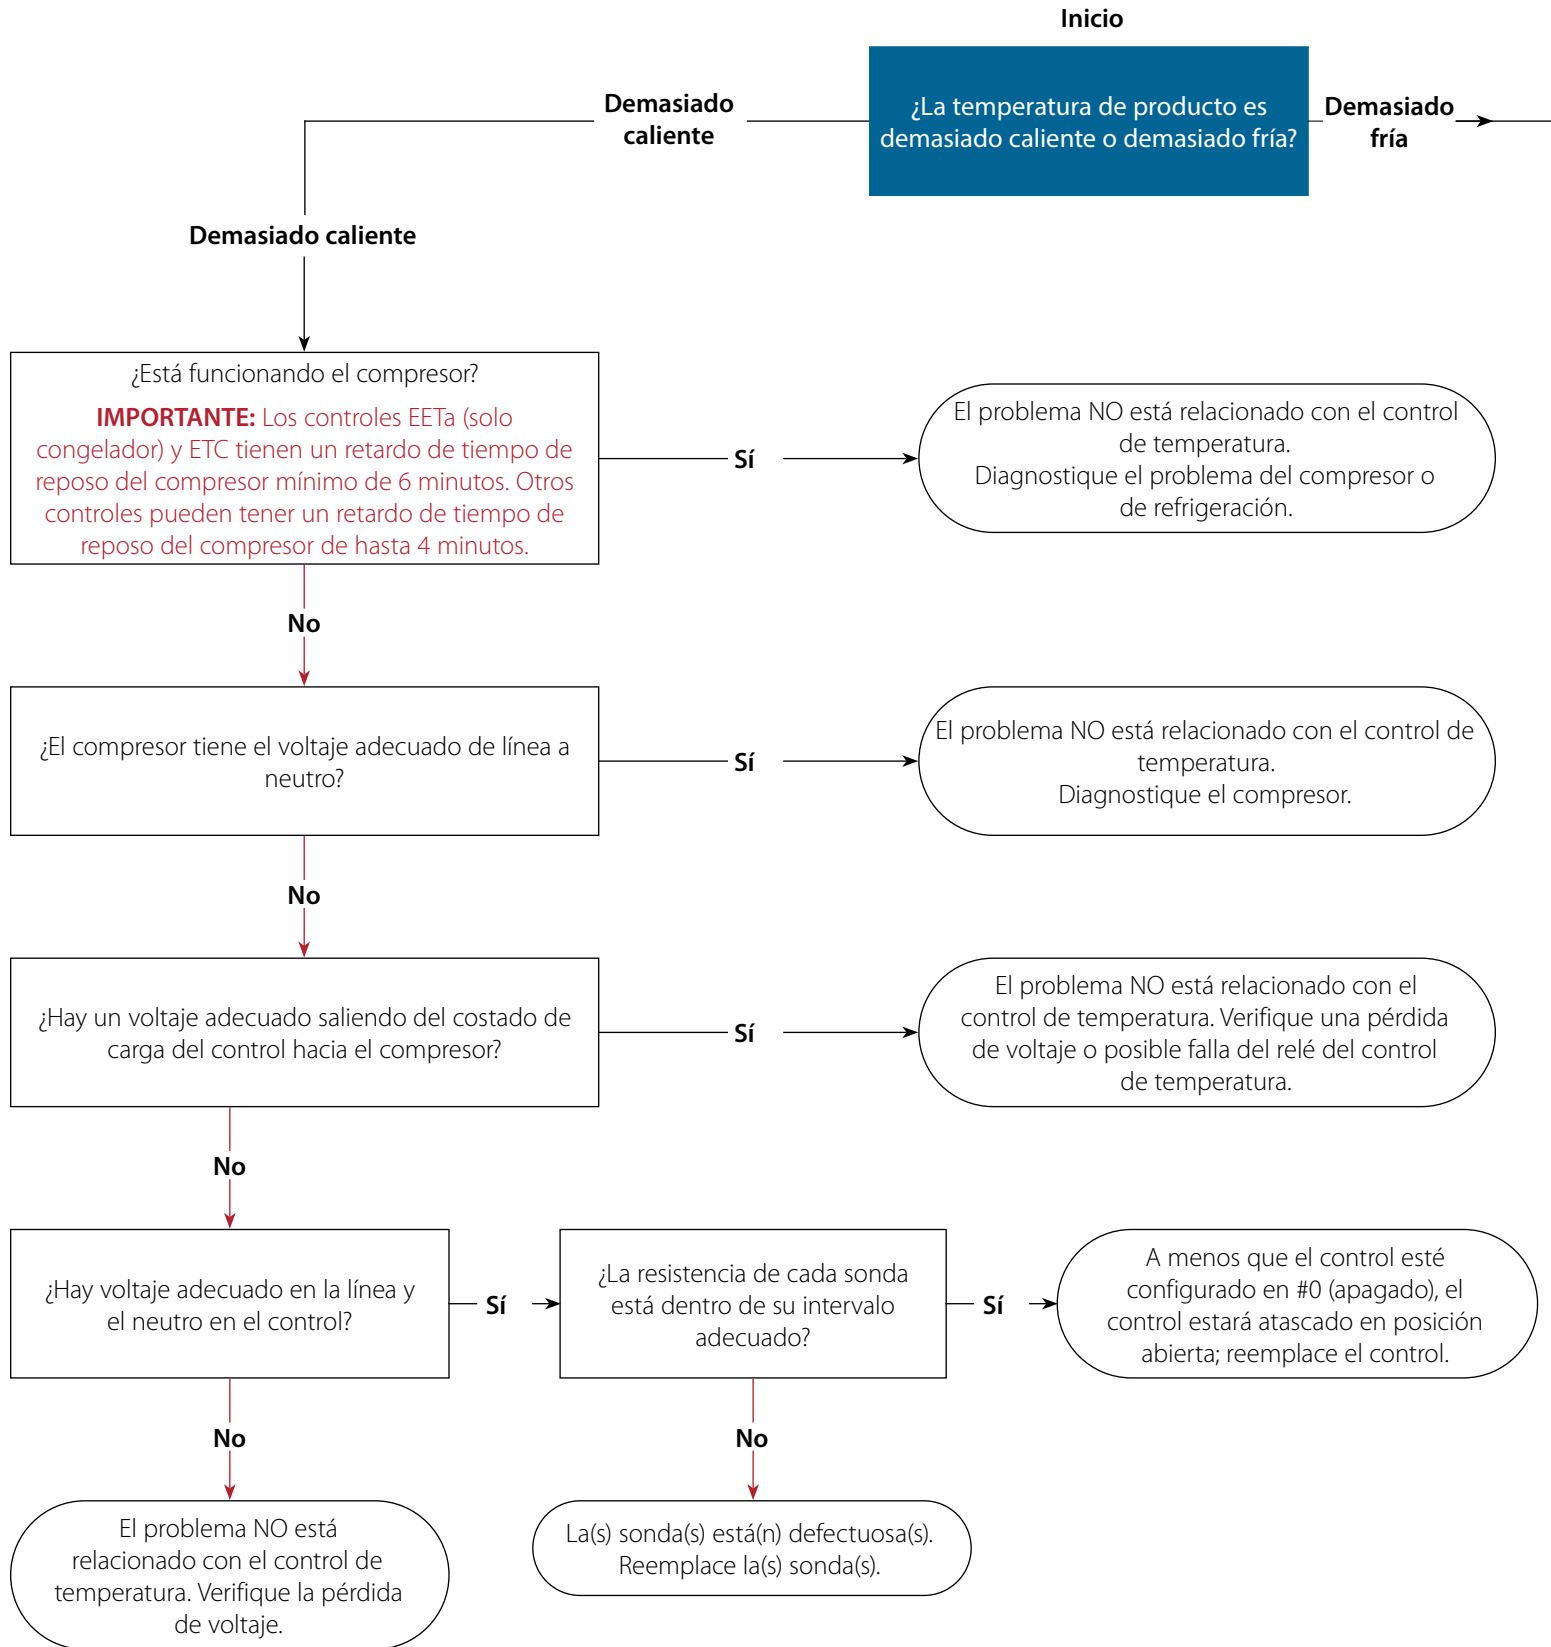 Inicio
¿La temperatura de producto es
demasiado caliente o demasiado fría?
Demasiado
caliente
Demasiado
fría
Demasiado caliente
¿Está funcionando el compresor?
IMPORTANTE: Los controles EETa (solo
congelador) y ETC tienen un retardo de tiempo de
reposo del compresor mínimo de 6 minutos. Otros
controles pueden tener un retardo de tiempo de
reposo del compresor de hasta 4 minutos.
Sí
El problema NO está relacionado con el control
de temperatura.
Diagnostique el problema del compresor o
de refrigeración.
No
¿El compresor tiene el voltaje adecuado de línea a
neutro?
Sí
El problema NO está relacionado con el control de
temperatura.
Diagnostique el compresor.
No
¿Hay un voltaje adecuado saliendo del costado de
carga del control hacia el compresor?
Sí
El problema NO está relacionado con el
control de temperatura. Verifique una pérdida
de voltaje o posible falla del relé del control
de temperatura.
No
¿Hay voltaje adecuado en la línea y
el neutro en el control?
Sí
¿La resistencia de cada sonda
está dentro de su intervalo
adecuado?
Sí
A menos que el control esté
configurado en #0 (apagado), el
control estará atascado en posición
abierta; reemplace el control.
No
El problema NO está
relacionado con el control de
temperatura. Verifique la pérdida
de voltaje.
No
La(s) sonda(s) está(n) defectuosa(s).
Reemplace la(s) sonda(s).